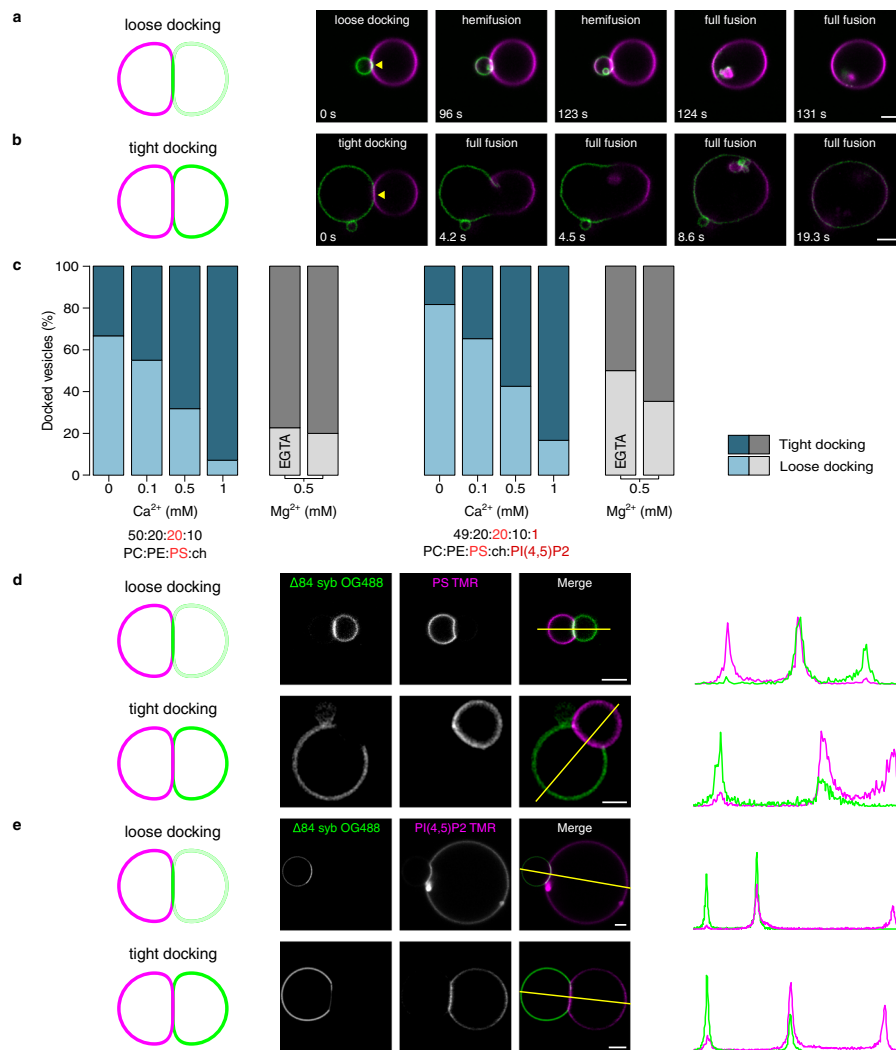 a
loose docking
loose docking
hemifusion
hemifusion
full fusion
full fusion
0 s
96 s
123 s
124 s
131 s
b
tight docking
tight docking
full fusion
full fusion
full fusion
full fusion
0 s
4.2 s
4.5 s
8.6 s
19.3 s
c
Docked vesicles (%)
100
80
60
40
20
0
EGTA
EGTA
0
0.1
0.5
1
0.5
0
0.1
0.5
1
0.5
Ca²⁺ (mM)
Mg²⁺ (mM)
Ca²⁺ (mM)
Mg²⁺ (mM)
50:20:20:10
PC:PE:PS:ch
49:20:20:10:1
PC:PE:PS:ch:PI(4,5)P2
Tight docking
Loose docking
d
loose docking
Δ84 syb OG488
PS TMR
Merge
tight docking
e
loose docking
Δ84 syb OG488
PI(4,5)P2 TMR
Merge
tight docking